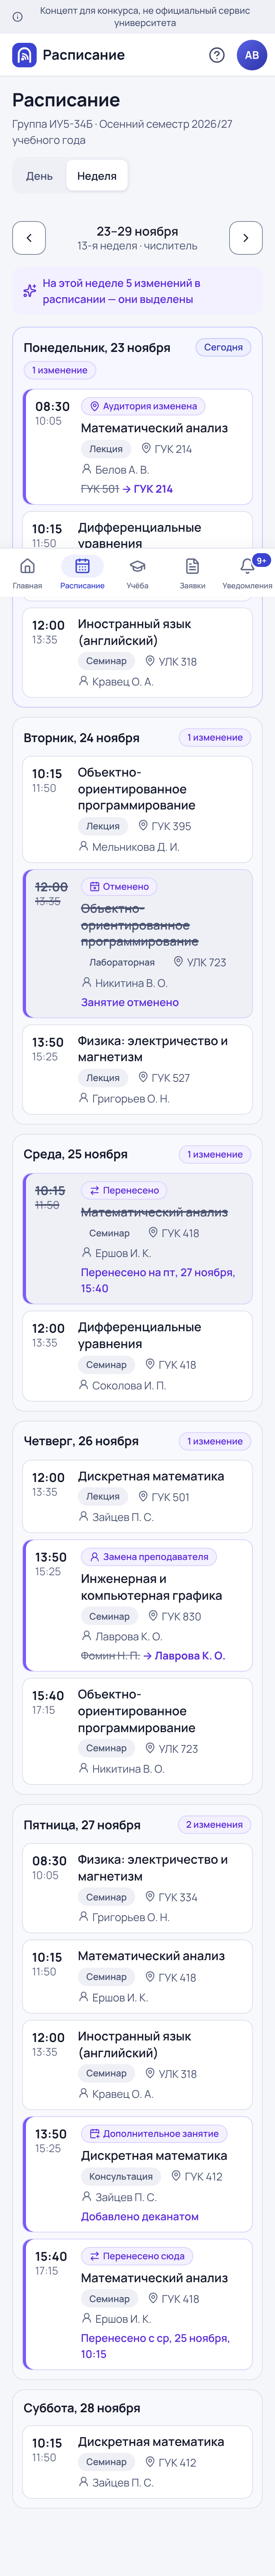 Концепт для конкурса, не официальный сервис
университета
Расписание
АВ
Расписание
Группа ИУ5-34Б · Осенний семестр 2026/27
учебного года
День
Неделя
23–29 ноября
13-я неделя · числитель
На этой неделе 5 изменений в
расписании — они выделены
Понедельник, 23 ноября
Сегодня
1 изменение
08:30
10:05
Аудитория изменена
Математический анализ
Лекция
ГУК 214
Белов А. В.
ГУК 501 → ГУК 214
10:15
11:50
Дифференциальные
уравнения
Главная
Расписание
Учёба
Заявки
9+
Уведомления
12:00
13:35
Иностранный язык
(английский)
Семинар
УЛК 318
Кравец О. А.
Вторник, 24 ноября
1 изменение
10:15
11:50
Объектно-
ориентированное
программирование
Лекция
ГУК 395
Мельникова Д. И.
12:00
13:35
Отменено
Объектно-
ориентированное
программирование
Лабораторная
УЛК 723
Никитина В. О.
Занятие отменено
13:50
15:25
Физика: электричество и
магнетизм
Лекция
ГУК 527
Григорьев О. Н.
Среда, 25 ноября
1 изменение
10:15
11:50
Перенесено
Математический анализ
Семинар
ГУК 418
Ершов И. К.
Перенесено на пт, 27 ноября,
15:40
12:00
13:35
Дифференциальные
уравнения
Семинар
ГУК 418
Соколова И. П.
Четверг, 26 ноября
1 изменение
12:00
13:35
Дискретная математика
Лекция
ГУК 501
Зайцев П. С.
13:50
15:25
Замена преподавателя
Инженерная и
компьютерная графика
Семинар
ГУК 830
Лаврова К. О.
Фомин Н. П. → Лаврова К. О.
15:40
17:15
Объектно-
ориентированное
программирование
Семинар
УЛК 723
Никитина В. О.
Пятница, 27 ноября
2 изменения
08:30
10:05
Физика: электричество и
магнетизм
Семинар
ГУК 334
Григорьев О. Н.
10:15
11:50
Математический анализ
Семинар
ГУК 418
Ершов И. К.
12:00
13:35
Иностранный язык
(английский)
Семинар
УЛК 318
Кравец О. А.
13:50
15:25
Дополнительное занятие
Дискретная математика
Консультация
ГУК 412
Зайцев П. С.
Добавлено деканатом
15:40
17:15
Перенесено сюда
Математический анализ
Семинар
ГУК 418
Ершов И. К.
Перенесено с ср, 25 ноября,
10:15
Суббота, 28 ноября
10:15
11:50
Дискретная математика
Семинар
ГУК 412
Зайцев П. С.